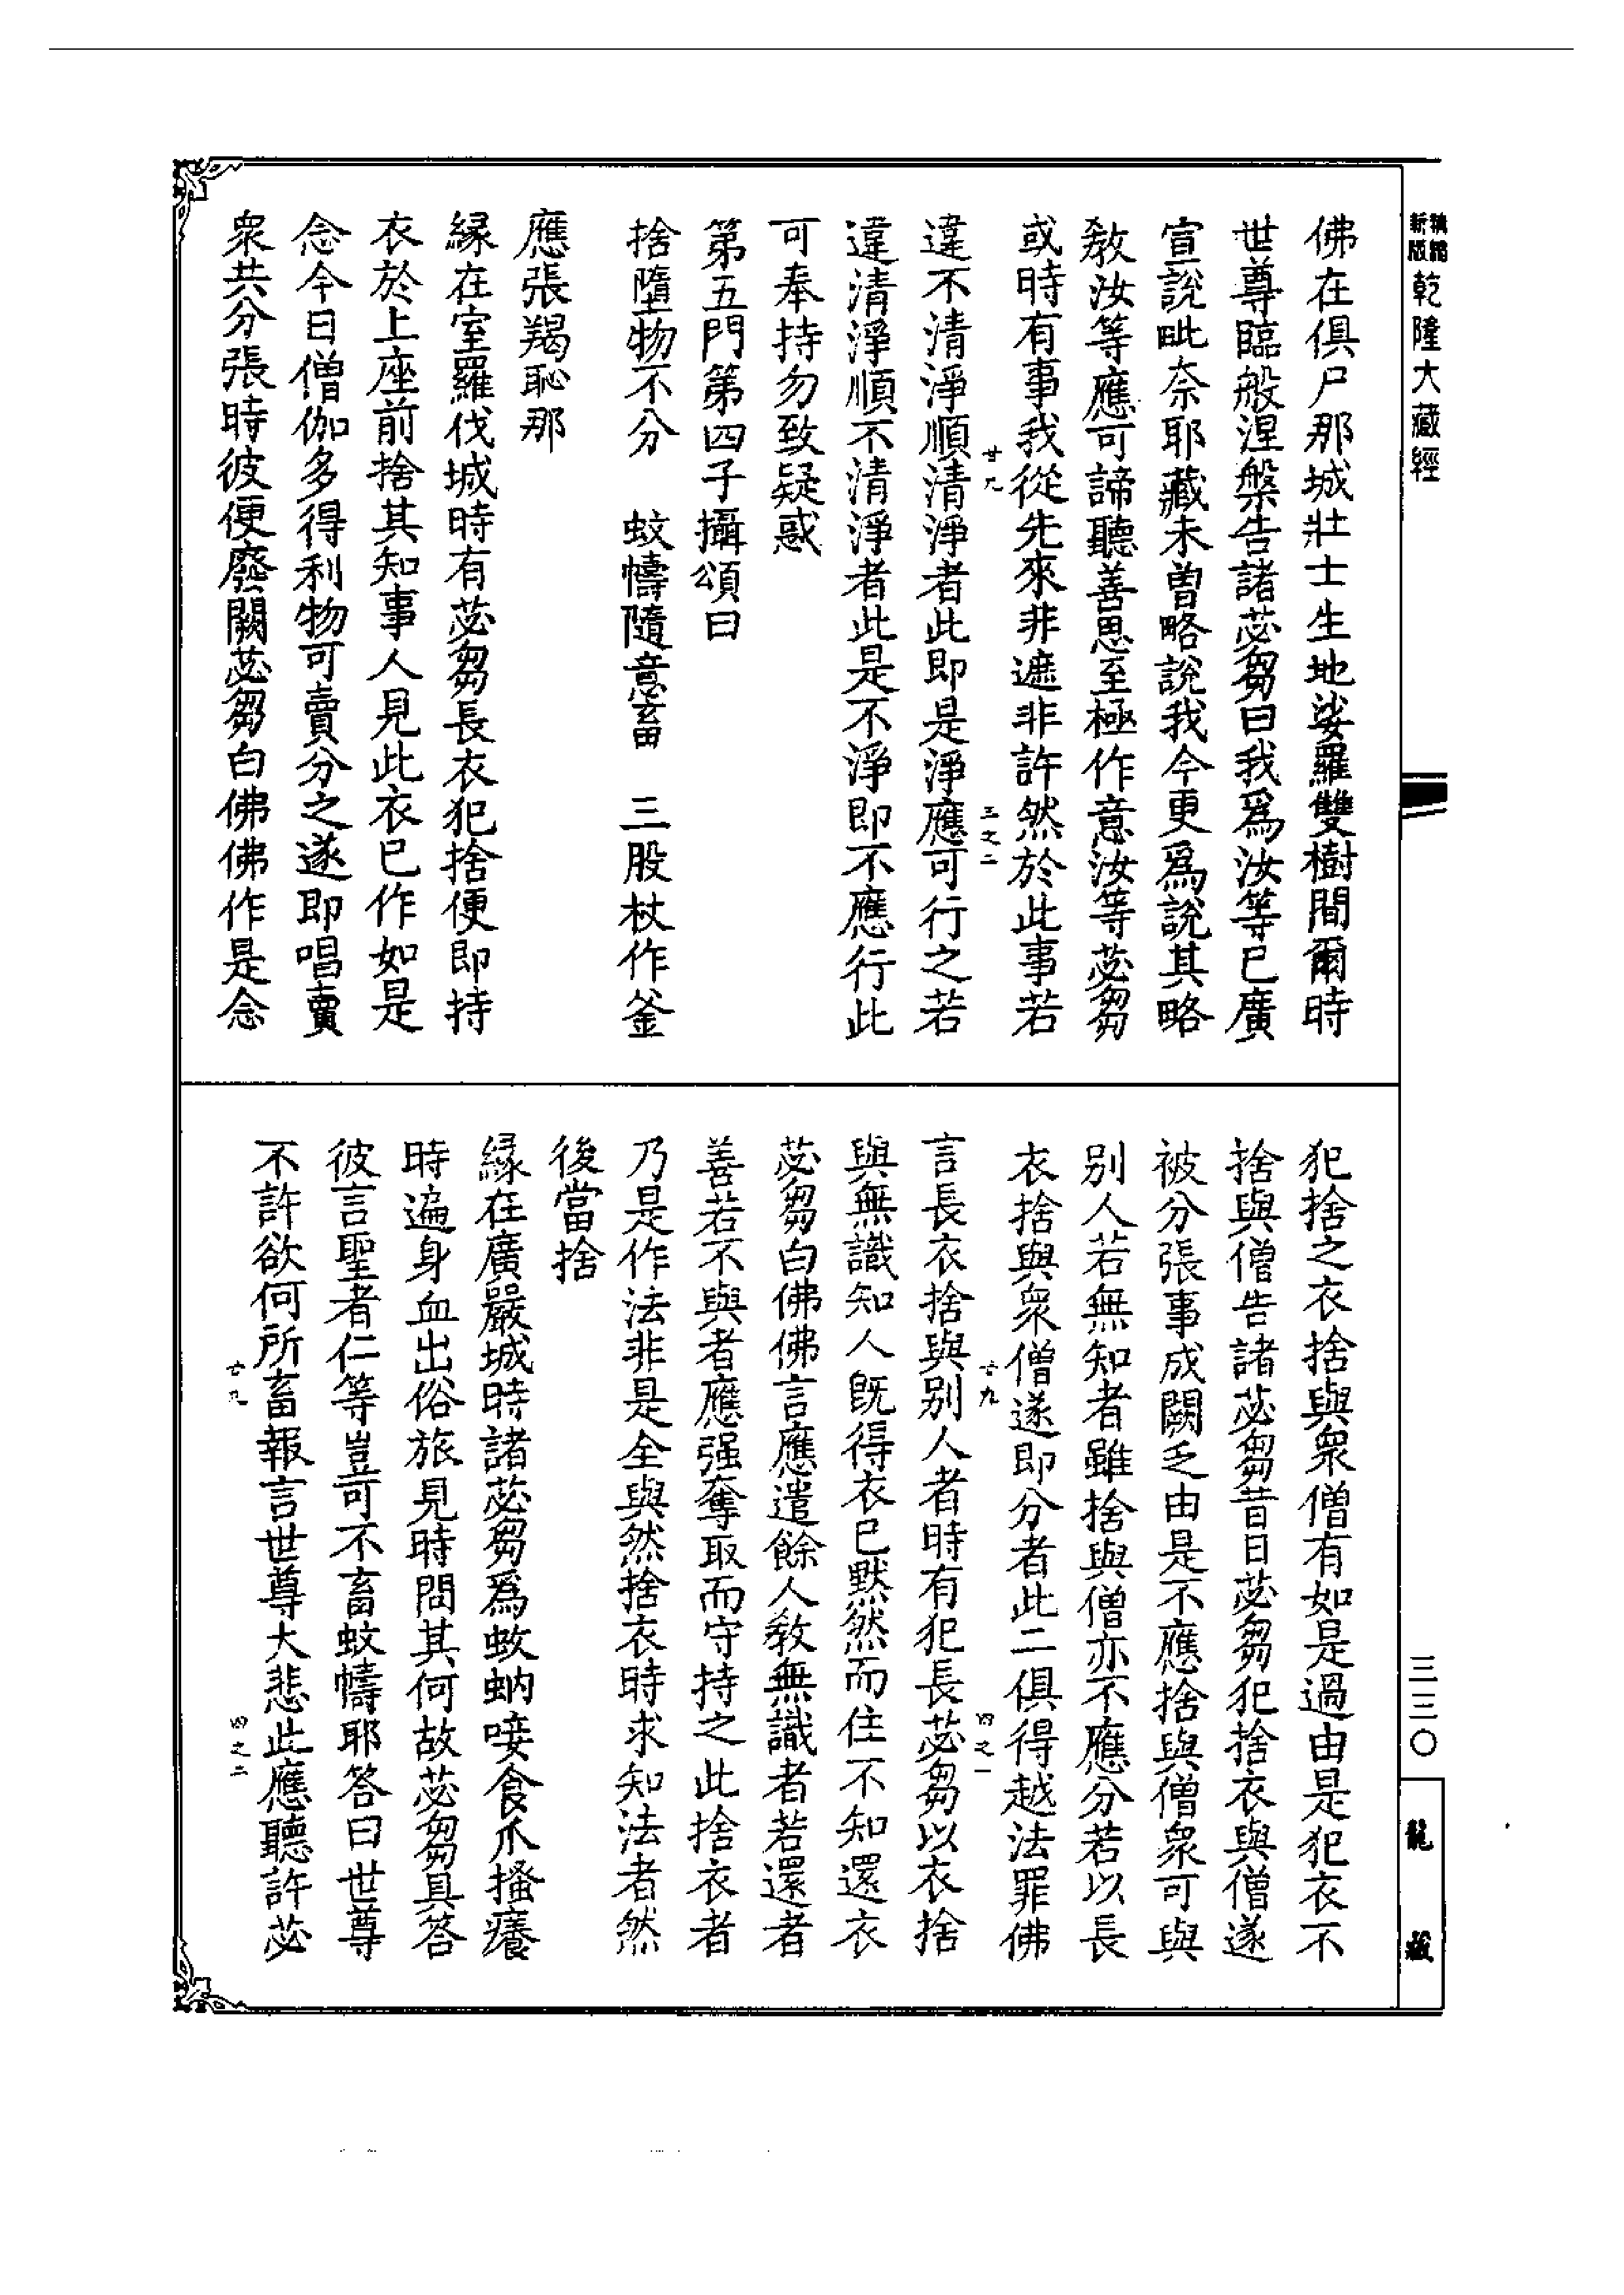 新版精縮乾隆大藏經
佛在俱尸那城壯士生地娑羅雙樹間爾時
世尊臨般涅槃告諸苾芻曰我爲汝等已廣
宣說毗奈耶藏未曽略說我今更爲說其略
敎汝等應可諦聽善思至極作意汝等苾芻
或時有事我從先來非遮非許然於此事若
廿九 三之二
違不清淨順清淨者此即是淨應可行之若
違清淨順不清淨者此是不淨即不應行此
可奉持勿致疑惑
第五門第四子攝頌曰
捨墮物不分 蚊幬隨意畜 三股杖作釜
應張羯恥那
緣在室羅伐城時有苾芻長衣犯捨便即持
衣於上座前捨其知事人見此衣已作如是
念今日僧伽多得利物可賣分之遂即唱賣
衆共分張時彼便廢闕苾芻白佛佛作是念
犯捨之衣捨與衆僧有如是過由是犯衣不
捨與僧告諸苾芻昔日苾芻犯捨衣與僧遂
被分張事成闕乏由是不應捨與僧衆可與
別人若無知者雖捨與僧亦不應分若以長
衣捨與衆僧遂即分者此二俱得越法罪佛
廿九 四之一
言長衣捨與別人者時有犯長苾芻以衣捨
與無識知人旣得衣已默然而住不知還衣
苾芻白佛佛言應遣餘人敎無識者若還者
善若不與者應强奪取而守持之此捨衣者
乃是作法非是全與然捨衣時求知法者然
後當捨
緣在廣嚴城時諸苾芻爲蚊蚋唼食爪搔癢
時遍身血出俗旅見時問其何故苾芻具答
彼言聖者仁等豈可不畜蚊幬耶答曰世尊
不許欲何所畜報言世尊大悲此應聽許苾
廿九 四之二
三三〇
龍藏